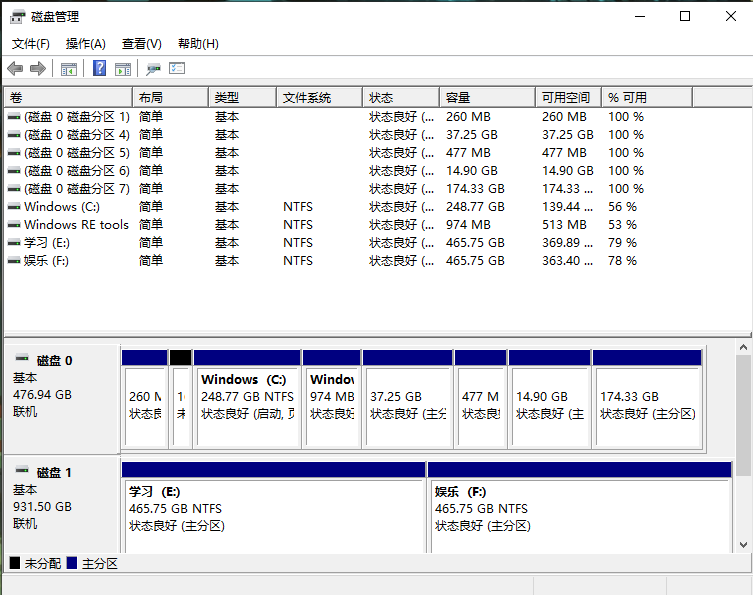 磁盘管理
文件(F) 操作(A) 查看(V) 帮助(H)
卷 布局 类型 文件系统 状态 容量 可用空间 % 可用
(磁盘 0 磁盘分区 1) 简单 基本 状态良好 (... 260 MB 260 MB 100 %
(磁盘 0 磁盘分区 4) 简单 基本 状态良好 (... 37.25 GB 37.25 GB 100 %
(磁盘 0 磁盘分区 5) 简单 基本 状态良好 (... 477 MB 477 MB 100 %
(磁盘 0 磁盘分区 6) 简单 基本 状态良好 (... 14.90 GB 14.90 GB 100 %
(磁盘 0 磁盘分区 7) 简单 基本 状态良好 (... 174.33 GB 174.33 ... 100 %
Windows (C:) 简单 基本 NTFS 状态良好 (... 248.77 GB 139.44 ... 56 %
Windows RE tools 简单 基本 NTFS 状态良好 (... 974 MB 513 MB 53 %
学习 (E:) 简单 基本 NTFS 状态良好 (... 465.75 GB 369.89 ... 79 %
娱乐 (F:) 简单 基本 NTFS 状态良好 (... 465.75 GB 363.40 ... 78 %
磁盘 0
基本
476.94 GB
联机
260 M
状态良
1
未
Windows (C:)
248.77 GB NTFS
状态良好 (启动, 页
Window
974 MB
状态良好
37.25 GB
状态良好 (主分
477 M
状态良
14.90 GB
状态良好 (主
174.33 GB
状态良好 (主分区)
磁盘 1
基本
931.50 GB
联机
学习 (E:)
465.75 GB NTFS
状态良好 (主分区)
娱乐 (F:)
465.75 GB NTFS
状态良好 (主分区)
未分配 主分区